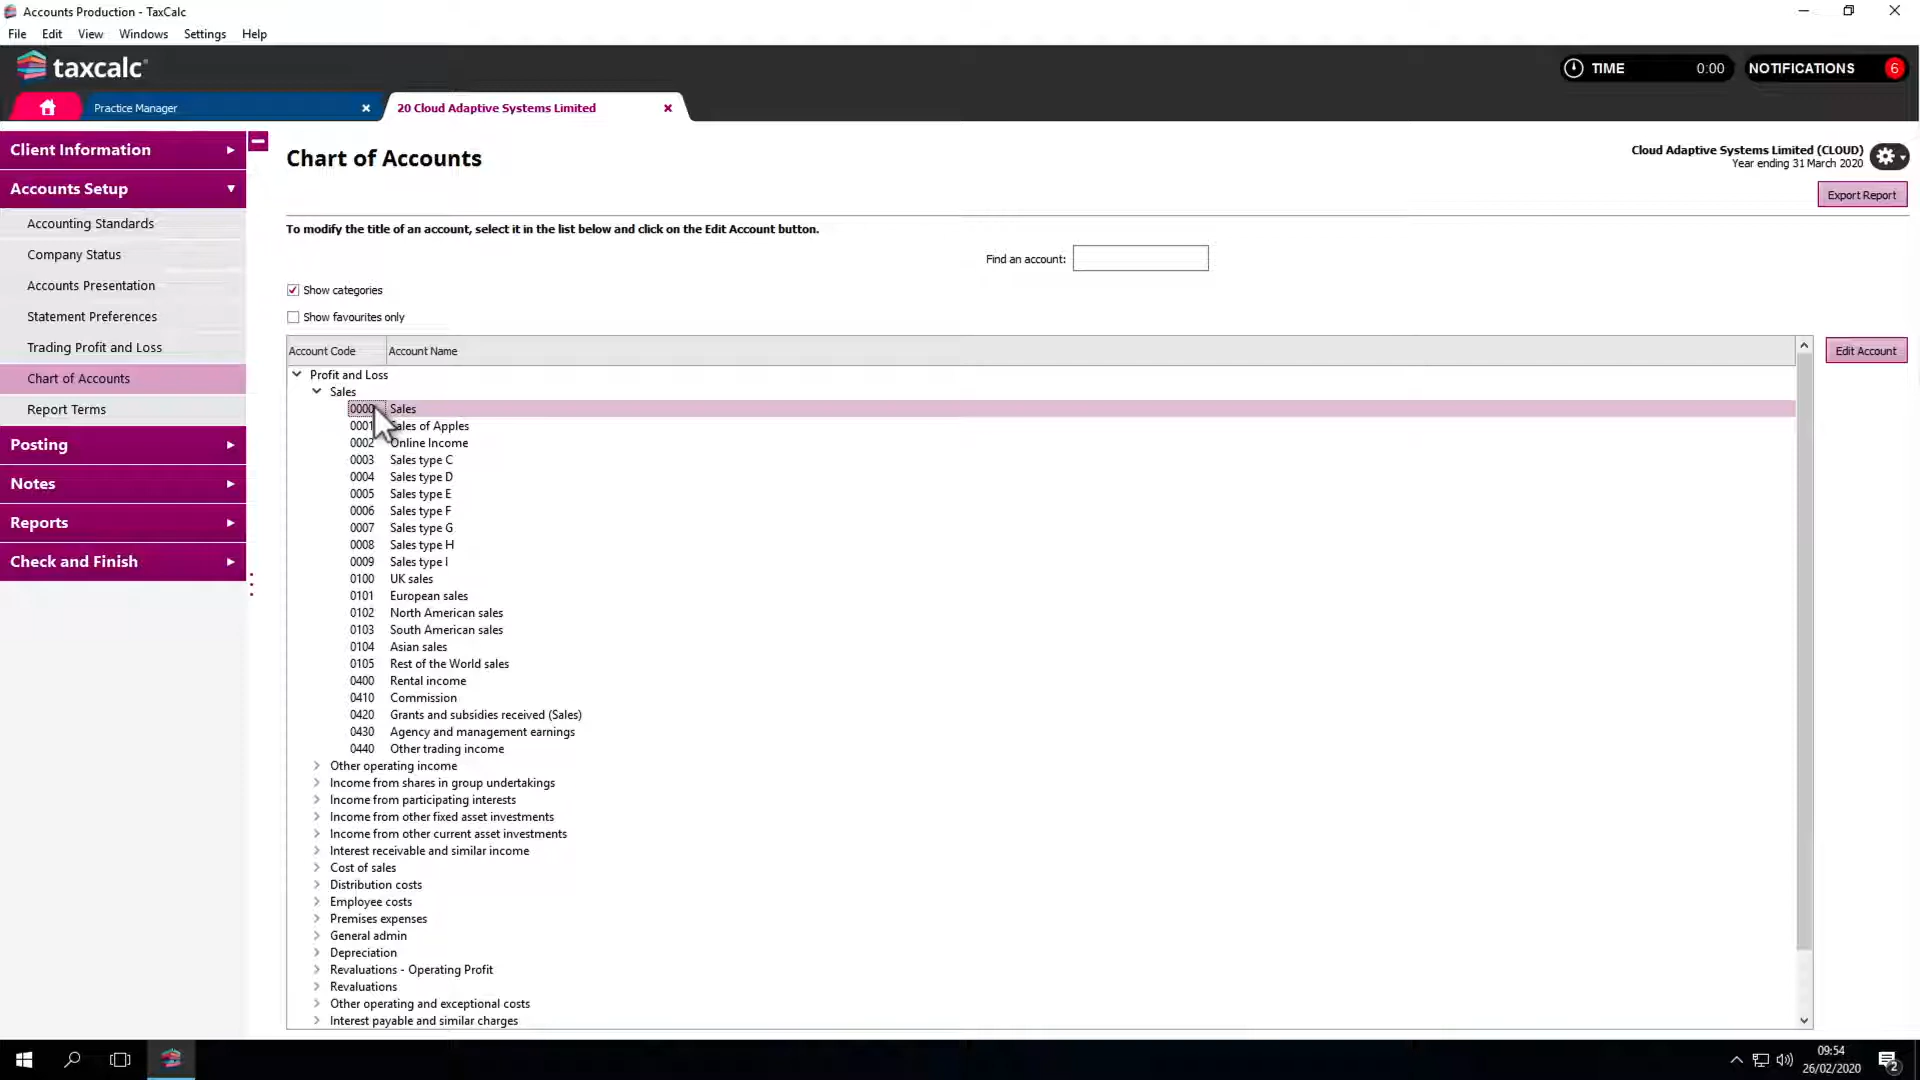 Accounts Production - TaxCalc
File Edit View Windows Settings Help
taxcalc
TIME 0:00 NOTIFICATIONS 6
Practice Manager
20 Cloud Adaptive Systems Limited
Client Information
Accounts Setup
Accounting Standards
Company Status
Accounts Presentation
Statement Preferences
Trading Profit and Loss
Chart of Accounts
Report Terms
Posting
Notes
Reports
Check and Finish
Chart of Accounts
Cloud Adaptive Systems Limited (CLOUD)
Year ending 31 March 2020
Export Report
To modify the title of an account, select it in the list below and click on the Edit Account button.
Find an account:
Show categories
Show favourites only
Account Code Account Name
Edit Account
Profit and Loss
Sales
0000 Sales
0001 Sales of Apples
0002 Online Income
0003 Sales type C
0004 Sales type D
0005 Sales type E
0006 Sales type F
0007 Sales type G
0008 Sales type H
0009 Sales type I
0100 UK sales
0101 European sales
0102 North American sales
0103 South American sales
0104 Asian sales
0105 Rest of the World sales
0400 Rental income
0410 Commission
0420 Grants and subsidies received (Sales)
0430 Agency and management earnings
0440 Other trading income
Other operating income
Income from shares in group undertakings
Income from participating interests
Income from other fixed asset investments
Income from other current asset investments
Interest receivable and similar income
Cost of sales
Distribution costs
Employee costs
Premises expenses
General admin
Depreciation
Revaluations - Operating Profit
Revaluations
Other operating and exceptional costs
Interest payable and similar charges
09:54
26/02/2020
2